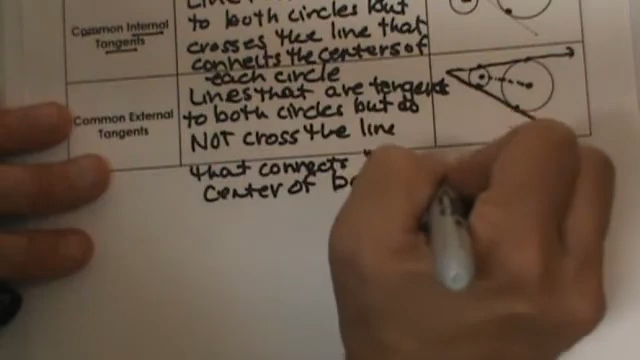 Common Internal
Tangents
to both circles but
crosses the line that
connects the centers of
each circle
Common External
Tangents
Lines that are tangents
to both circles but do
NOT cross the line
that connects
center of